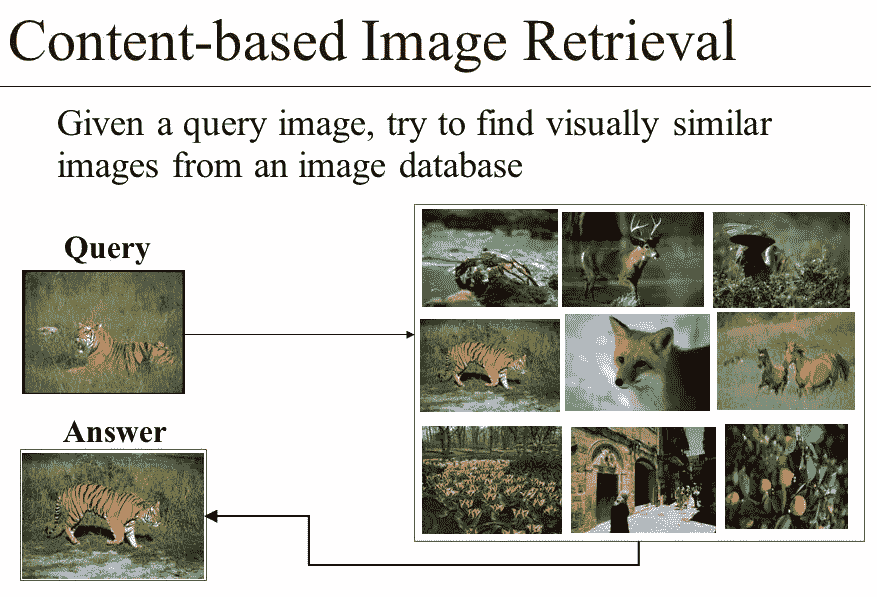 Content-based Image Retrieval
Given a query image, try to find visually similar
images from an image database
Query
Answer